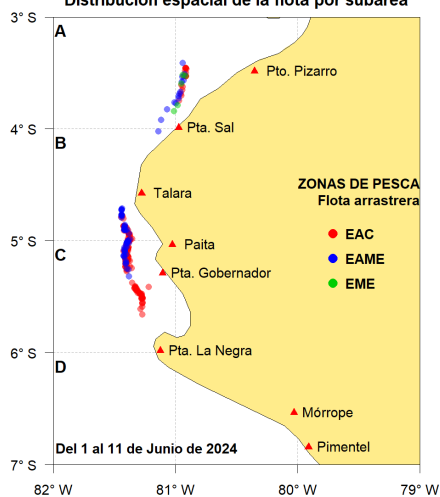 Distribución espacial de la flota por subárea
3° S
A
Pto. Pizarro
Pta. Sal
4° S
B
ZONAS DE PESCA
Talara
Flota arrastrera
EAC
5° S
Paita
C
EAME
Pta. Gobernador
EME
6° S
Pta. La Negra
D
Mórrope
Del 1 al 11 de Junio de 2024
Pimentel
7° S
82° W 81° W 80° W 79° W